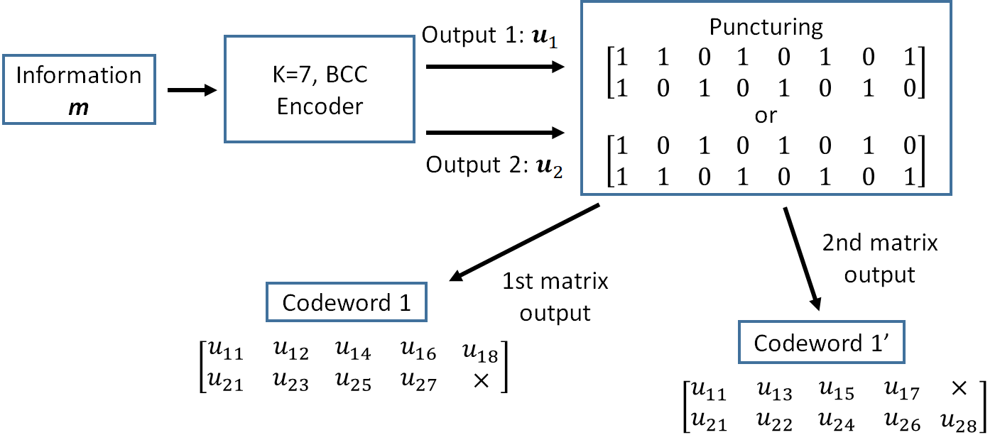 Information
m
K=7, BCC
Encoder
Output 1: u₁
Output 2: u₂
Puncturing
[1 1 0 1 0 1 0 1]
[1 0 1 0 1 0 1 0]
or
[1 0 1 0 1 0 1 0]
[1 1 0 1 0 1 0 1]
1st matrix
output
2nd matrix
output
Codeword 1
[u₁₁ u₁₂ u₁₄ u₁₆ u₁₈]
[u₂₁ u₂₃ u₂₅ u₂₇ ×]
Codeword 1’
[u₁₁ u₁₃ u₁₅ u₁₇ ×]
[u₂₁ u₂₂ u₂₄ u₂₆ u₂₈]